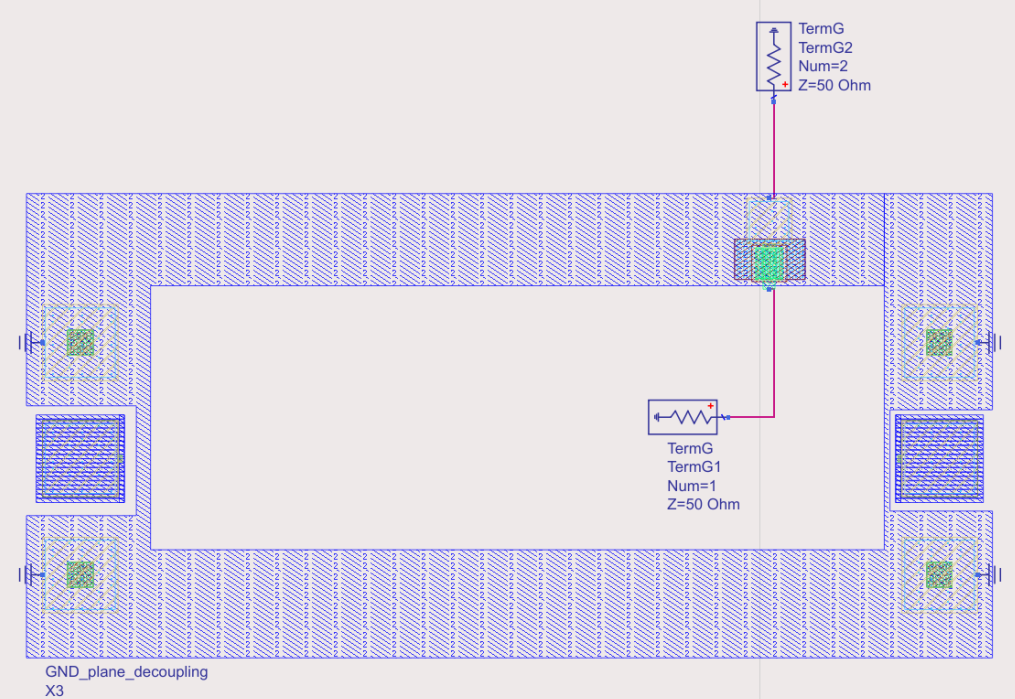 TermG
TermG2
Num=2
Z=50 Ohm
TermG
TermG1
Num=1
Z=50 Ohm
GND_plane_decoupling
X3